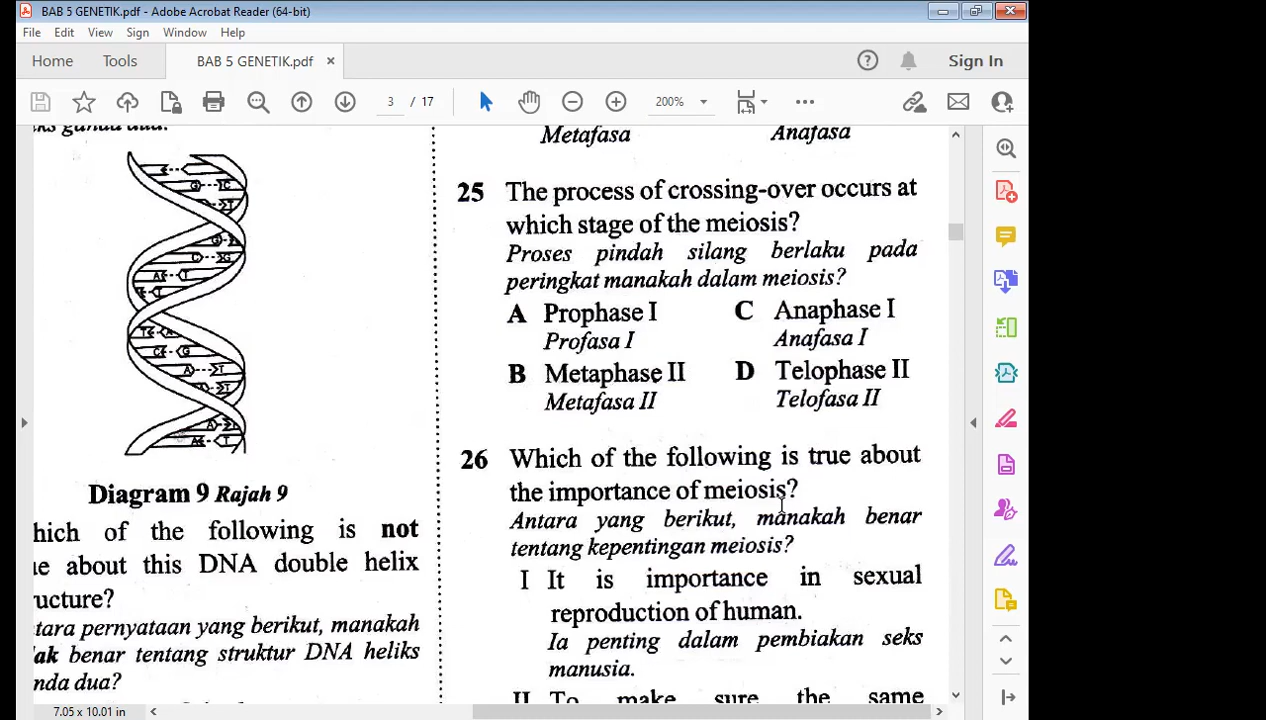 BAB 5 GENETIK.pdf - Adobe Acrobat Reader (64-bit)
File Edit View Sign Window Help
Home Tools BAB 5 GENETIK.pdf × Sign In
3 / 17 200%
ganda dua.
Diagram 9 Rajah 9
hich of the following is not
ue about this DNA double helix
ructure?
tara pernyataan yang berikut, manakah
lak benar tentang struktur DNA heliks
nda dua?
Metafasa Anafasa
25 The process of crossing-over occurs at
which stage of the meiosis?
Proses pindah silang berlaku pada
peringkat manakah dalam meiosis?
A Prophase I C Anaphase I
Profasa I Anafasa I
B Metaphase II D Telophase II
Metafasa II Telofasa II
26 Which of the following is true about
the importance of meiosis?
Antara yang berikut, manakah benar
tentang kepentingan meiosis?
I It is importance in sexual
reproduction of human.
Ia penting dalam pembiakan seks
manusia.
II To make sure the same
7.05 x 10.01 in